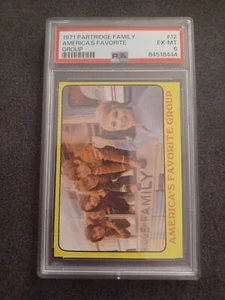 1971 PARTRIDGE FAMILY #12
AMERICA'S FAVORITE EX-MT
GROUP 6
PSA 84518444
AMERICA'S FAVORITE GROUP
FAMILY